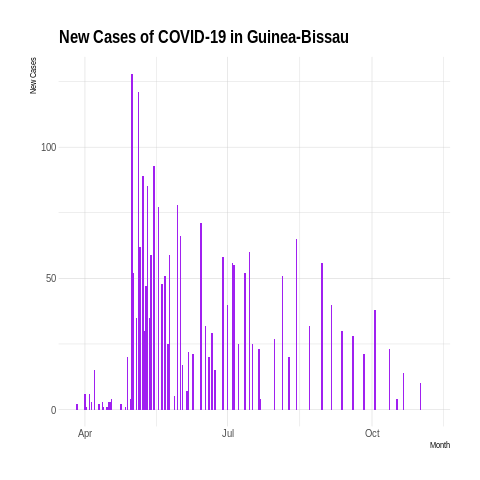 New Cases of COVID-19 in Guinea-Bissau
New Cases
100
50
0
Apr
Jul
Oct
Month